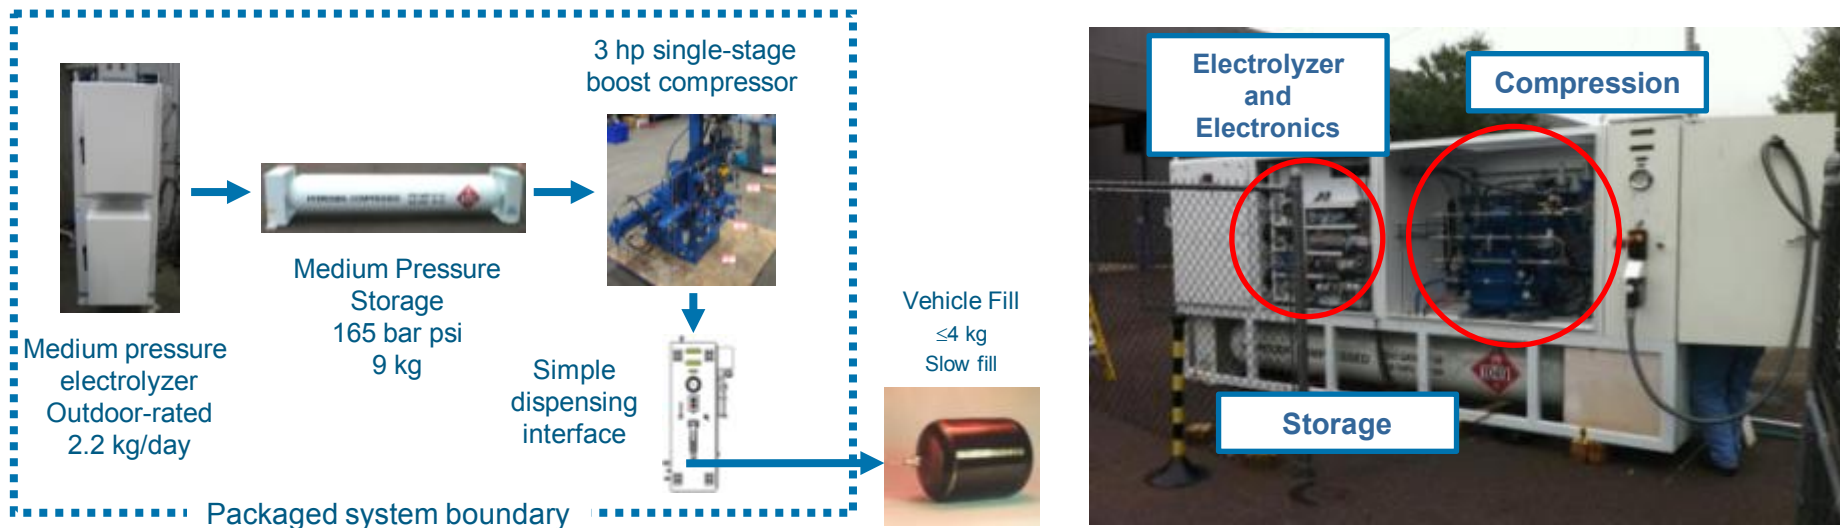 3 hp single-stage
boost compressor
Medium Pressure
Storage
165 bar psi
9 kg
Medium pressure
electrolyzer
Outdoor-rated
2.2 kg/day
Simple
dispensing
interface
Vehicle Fill
≤4 kg
Slow fill
Packaged system boundary
Electrolyzer
and
Electronics
Compression
Storage